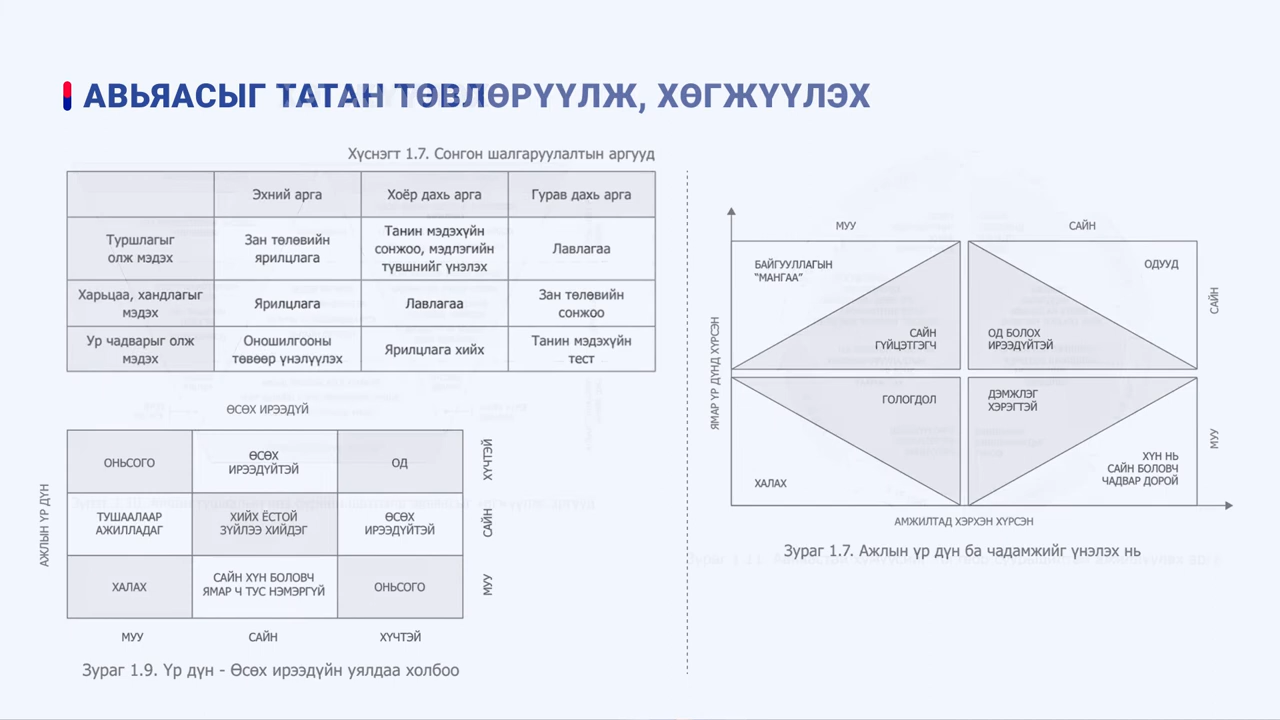 АВЬЯАСЫГ ТАТАН ТӨВЛӨРҮҮЛЖ, ХӨГЖҮҮЛЭХ
Хүснэгт 1.7. Сонгон шалгаруулалтын аргууд
Эхний арга
Хоёр дахь арга
Гурав дахь арга
Туршлагыг
олж мэдэх
Зан төлөвийн
ярилцлага
Танин мэдэхүйн
сонжоо, мэдлэгийн
түвшнийг үнэлэх
Лавлагаа
Харьцаа, хандлагыг
мэдэх
Ярилцлага
Лавлагаа
Зан төлөвийн
сонжоо
Ур чадварыг олж
мэдэх
Оношилгооны
төвөөр үнэлүүлэх
Ярилцлага хийх
Танин мэдэхүйн
тест
ӨСӨХ ИРЭЭДҮЙ
АЖЛЫН ҮР ДҮН
ОНЬСОГО
ӨСӨХ
ИРЭЭДҮЙТЭЙ
ОД
ХҮЧТЭЙ
ТУШААЛААР
АЖИЛЛАДАГ
ХИЙХ ЁСТОЙ
ЗҮЙЛЭЭ ХИЙДЭГ
ӨСӨХ
ИРЭЭДҮЙТЭЙ
САЙН
ХАЛАХ
САЙН ХҮН БОЛОВЧ
ЯМАР Ч ТУС НЭМЭРГҮЙ
ОНЬСОГО
МУУ
МУУ
САЙН
ХҮЧТЭЙ
Зураг 1.9. Үр дүн - Өсөх ирээдүйн уялдаа холбоо
МУУ
САЙН
ЯМАР ҮР ДҮНД ХҮРСЭН
БАЙГУУЛЛАГЫН
“МАНГАА”
САЙН
ГҮЙЦЭТГЭГЧ
ОДУУД
ОД БОЛОХ
ИРЭЭДҮЙТЭЙ
САЙН
ГОЛОГДОЛ
ХАЛАХ
ДЭМЖЛЭГ
ХЭРЭГТЭЙ
ХҮН НЬ
САЙН БОЛОВЧ
ЧАДВАР ДОРОЙ
МУУ
АМЖИЛТАД ХЭРХЭН ХҮРСЭН
Зураг 1.7. Ажлын үр дүн ба чадамжийг үнэлэх нь